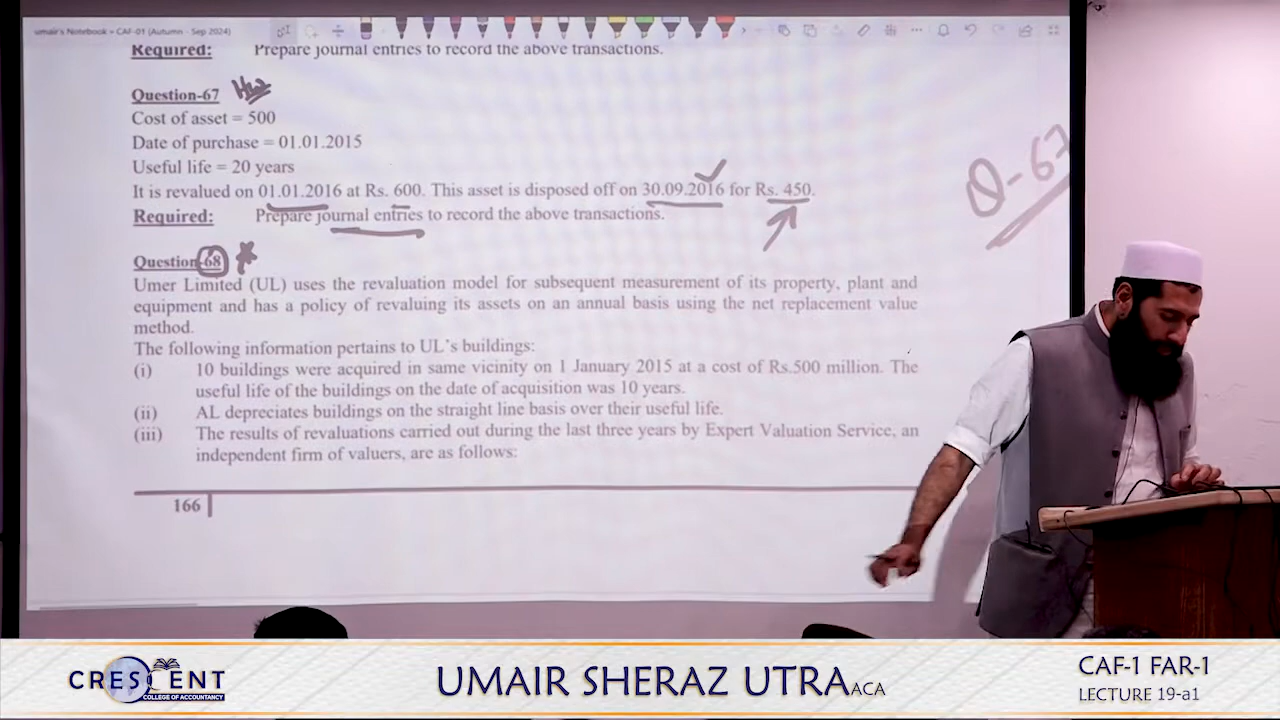 umair's Notebook » CAF-01 (Autumn - Sep 2024)
Required: Prepare journal entries to record the above transactions.
Question-67 HW
Cost of asset = 500
Date of purchase = 01.01.2015
Useful life = 20 years
It is revalued on 01.01.2016 at Rs. 600. This asset is disposed off on 30.09.2016 for Rs. 450.
Required: Prepare journal entries to record the above transactions.
Q-67
Question-68
Umer Limited (UL) uses the revaluation model for subsequent measurement of its property, plant and
equipment and has a policy of revaluing its assets on an annual basis using the net replacement value
method.
The following information pertains to UL's buildings:
(i) 10 buildings were acquired in same vicinity on 1 January 2015 at a cost of Rs.500 million. The
useful life of the buildings on the date of acquisition was 10 years.
(ii) AL depreciates buildings on the straight line basis over their useful life.
(iii) The results of revaluations carried out during the last three years by Expert Valuation Service, an
independent firm of valuers, are as follows:
166
CRESCENT
COLLEGE OF ACCOUNTANCY
UMAIR SHERAZ UTRA ACA
CAF-1 FAR-1
LECTURE 19-a1